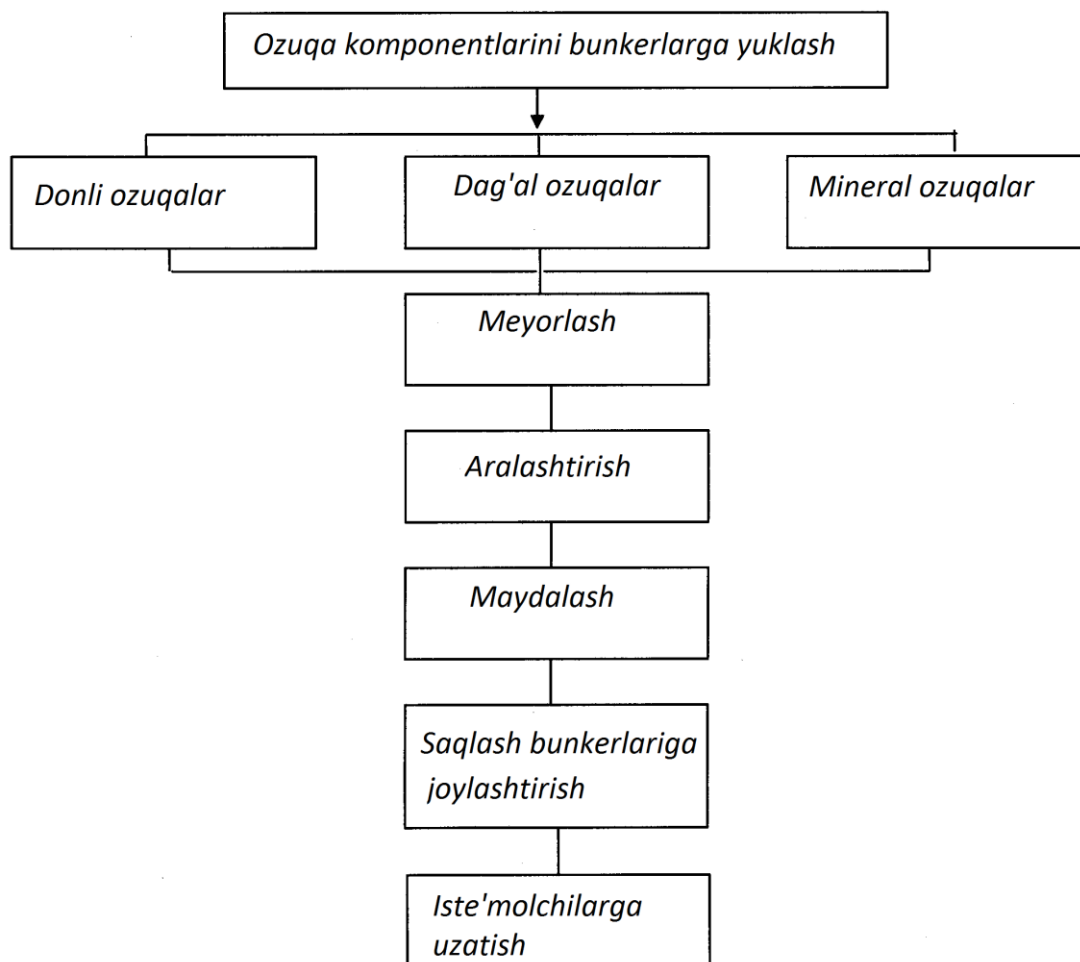 Ozuqa komponentlarini bunkerlarga yuklash
Donli ozuqalar
Dag'al ozuqalar
Mineral ozuqalar
Meyorlash
Aralashtirish
Maydalash
Saqlash bunkerlariga
joylashtirish
Iste'molchilarga
uzatish